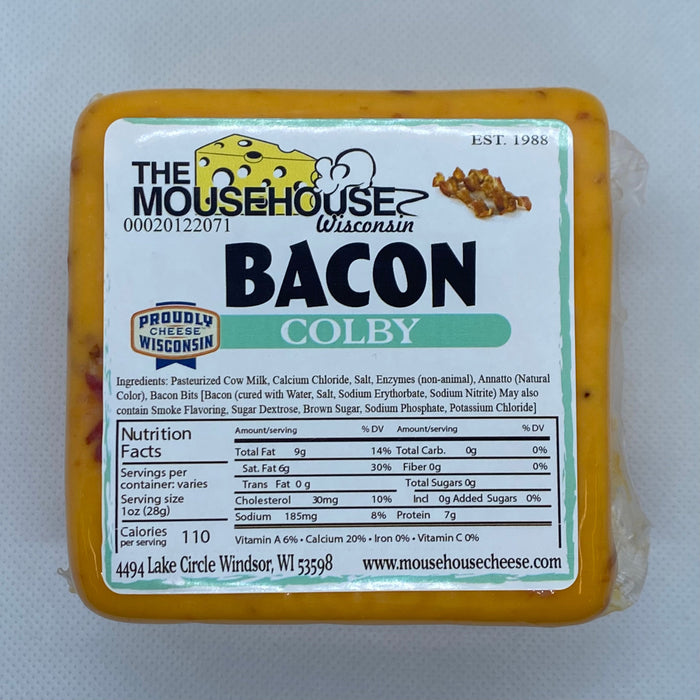 EST. 1988
THE
MOUSEHOUSE
Wisconsin
00020122071
BACON
COLBY
PROUDLY
CHEESE
WISCONSIN
Ingredients: Pasteurized Cow Milk, Calcium Chloride, Salt, Enzymes (non-animal), Annatto (Natural
Color), Bacon Bits [Bacon (cured with Water, Salt, Sodium Erythorbate, Sodium Nitrite) May also
contain Smoke Flavoring, Sugar Dextrose, Brown Sugar, Sodium Phosphate, Potassium Chloride]
Nutrition
Facts
Servings per
container: varies
Serving size
1oz (28g)
Calories 110
per serving
Amount/serving % DV Amount/serving % DV
Total Fat 9g 14% Total Carb. 0g 0%
Sat. Fat 6g 30% Fiber 0g 0%
Trans Fat 0 g Total Sugars 0g
Cholesterol 30mg 10% Incl 0g Added Sugars 0%
Sodium 185mg 8% Protein 7g
Vitamin A 6% • Calcium 20% • Iron 0% • Vitamin C 0%
4494 Lake Circle Windsor, WI 53598 www.mousehousecheese.com